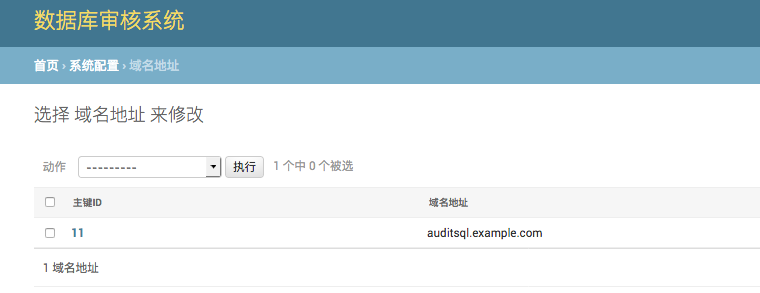 数据库审核系统
首页 › 系统配置 › 域名地址
选择 域名地址 来修改
动作 --------- 执行 1 个中 0 个被选
主键ID 域名地址
11 auditsql.example.com
1 域名地址